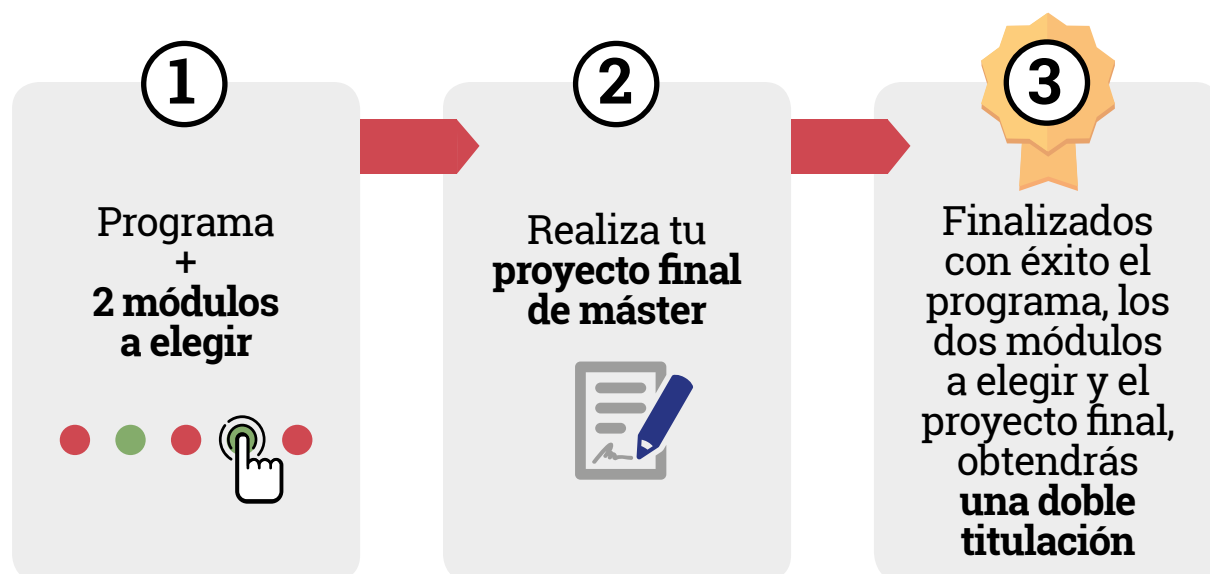 1
Programa
+
2 módulos
a elegir
2
Realiza tu
proyecto final
de máster
3
Finalizados
con éxito el
programa, los
dos módulos
a elegir y el
proyecto final,
obtendrás
una doble
titulación